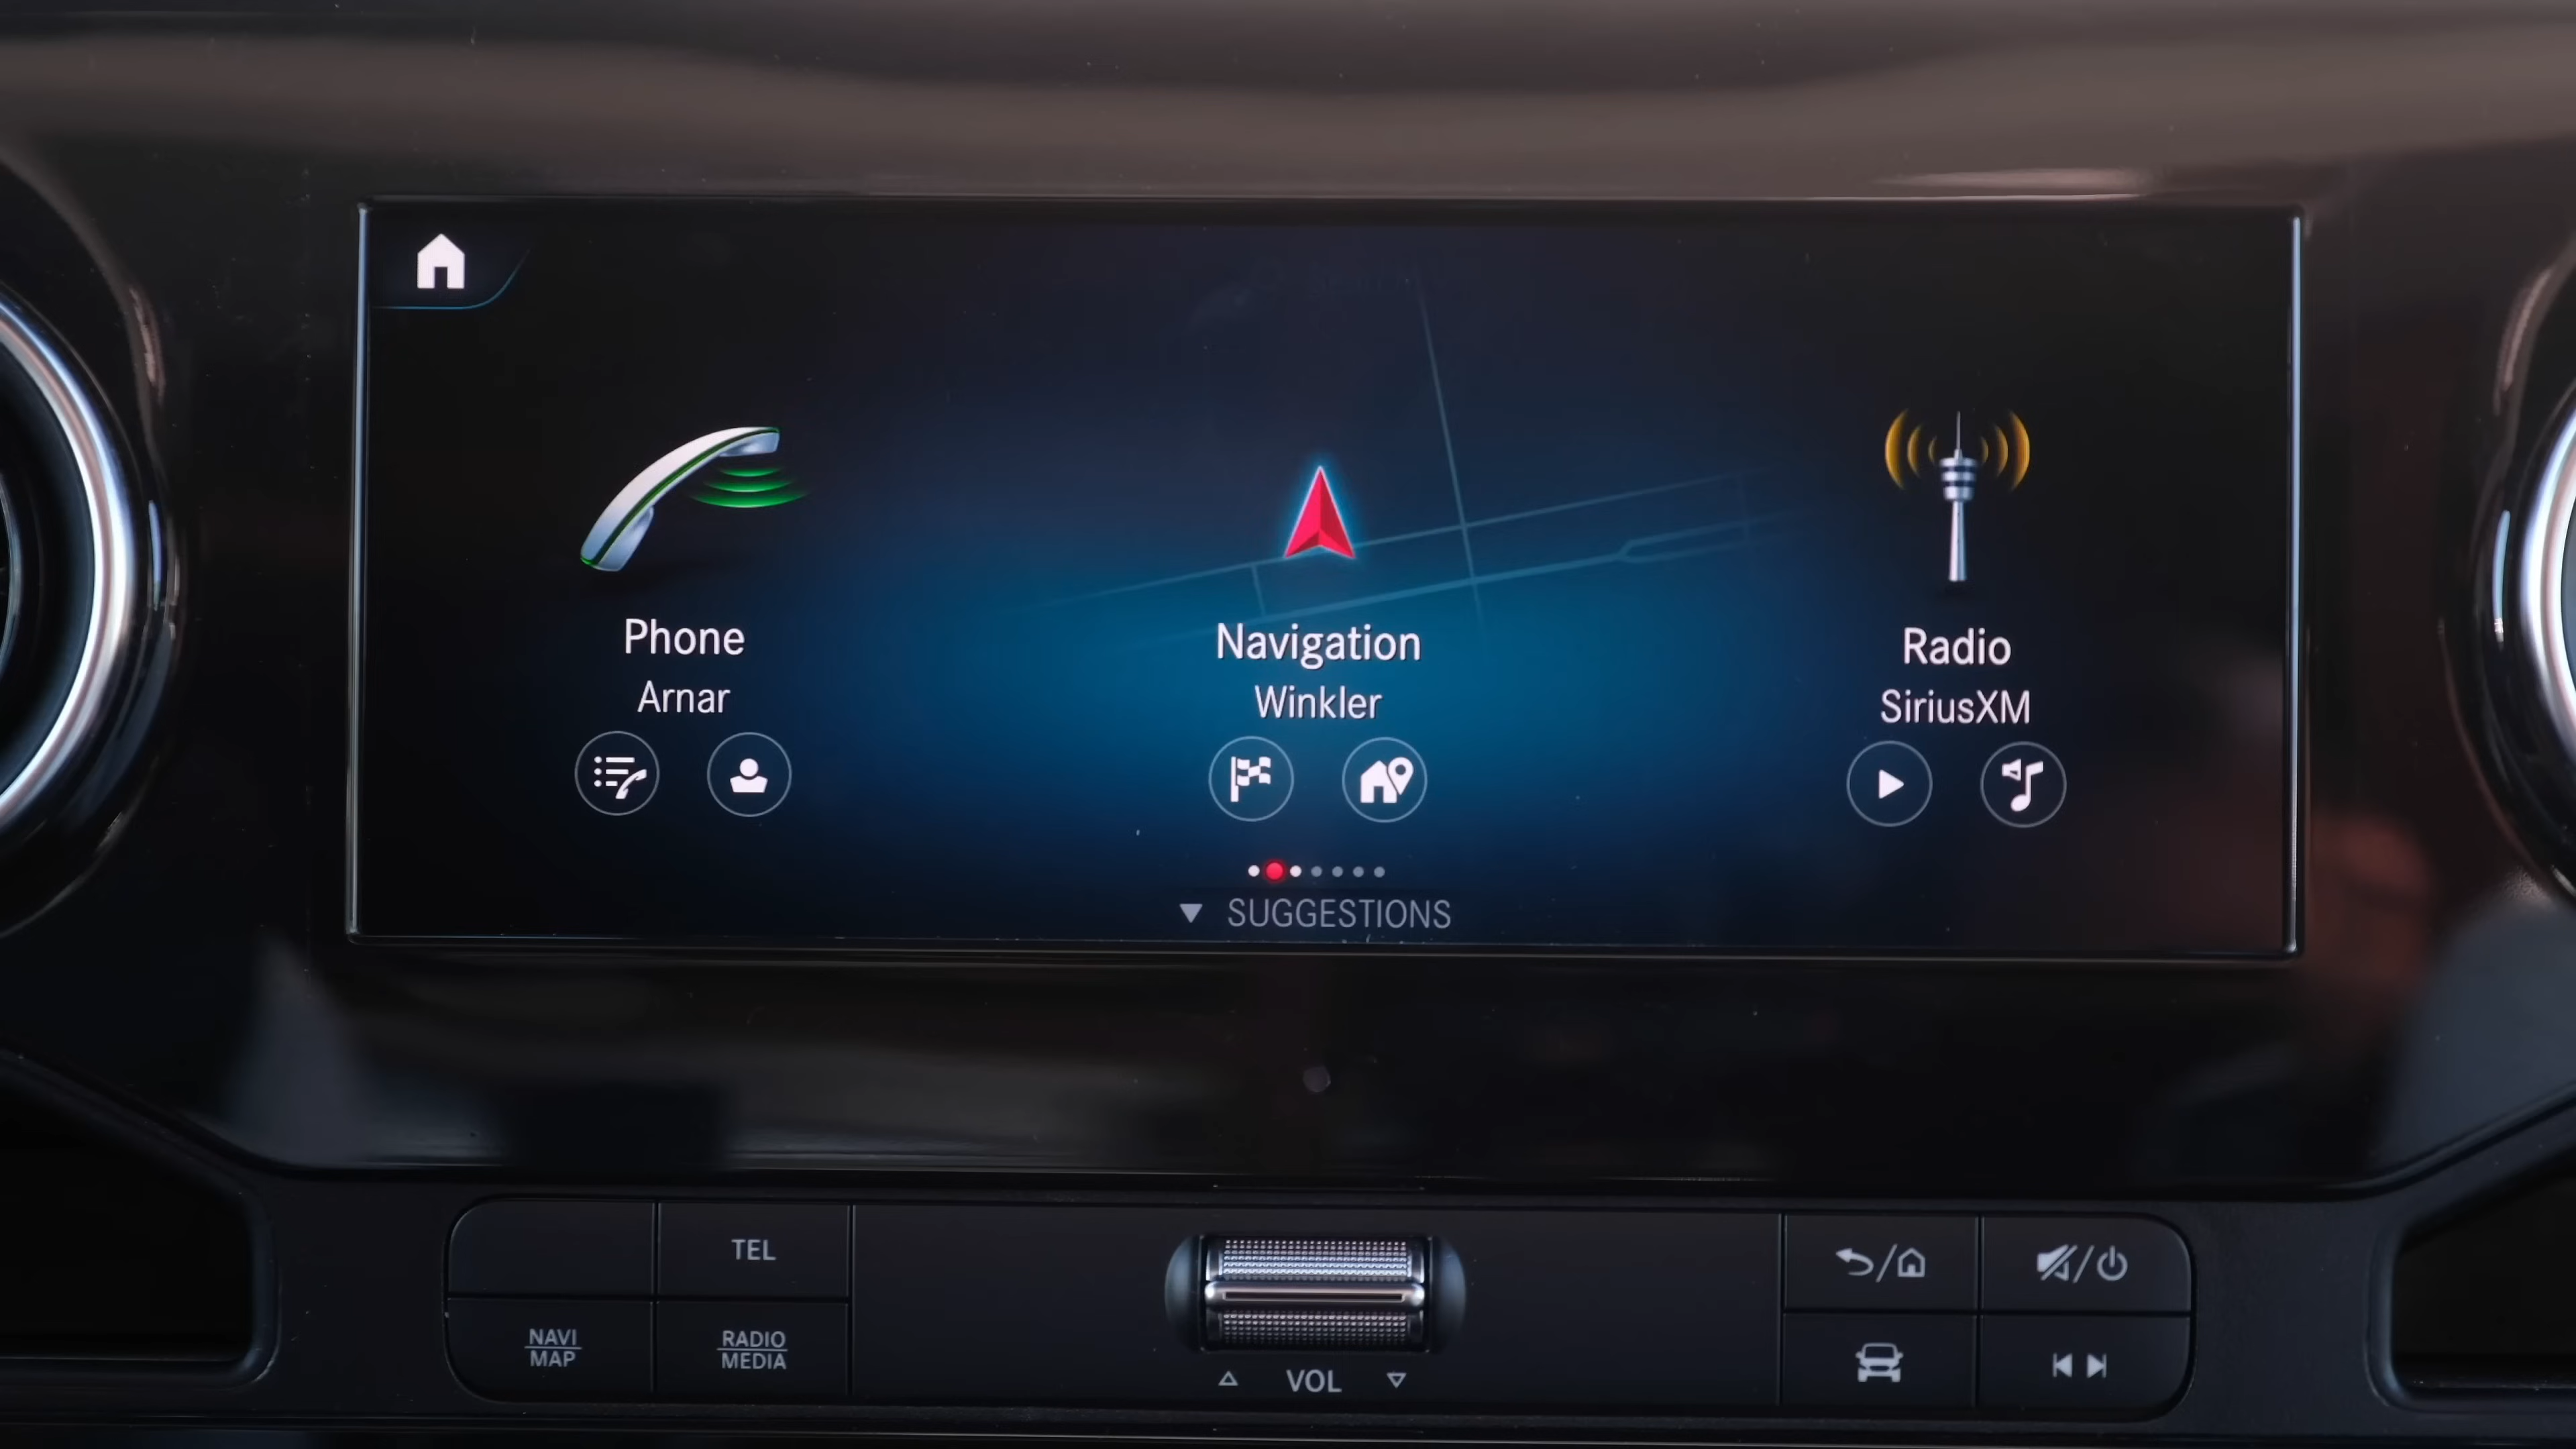 Phone
Arnar
Navigation
Winkler
Radio
SiriusXM
SUGGESTIONS
TEL
NAVI
MAP
RADIO
MEDIA
VOL